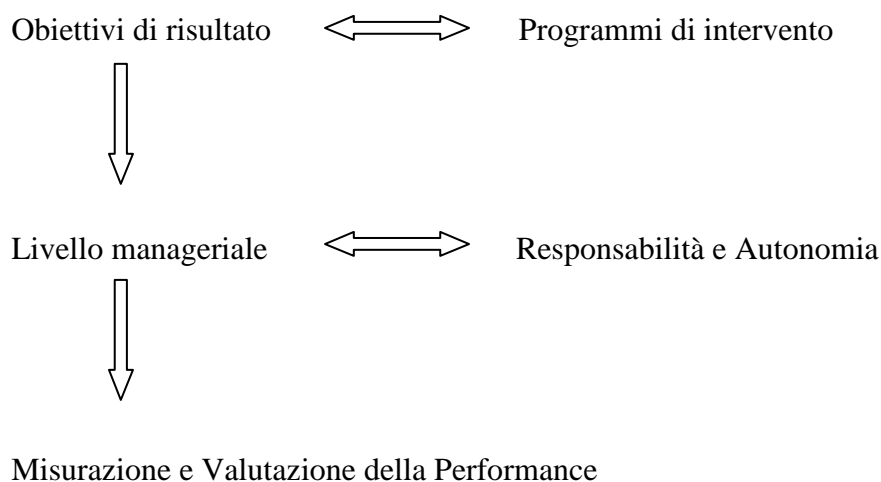 Obiettivi di risultato Programmi di intervento
Livello manageriale Responsabilità e Autonomia
Misurazione e Valutazione della Performance